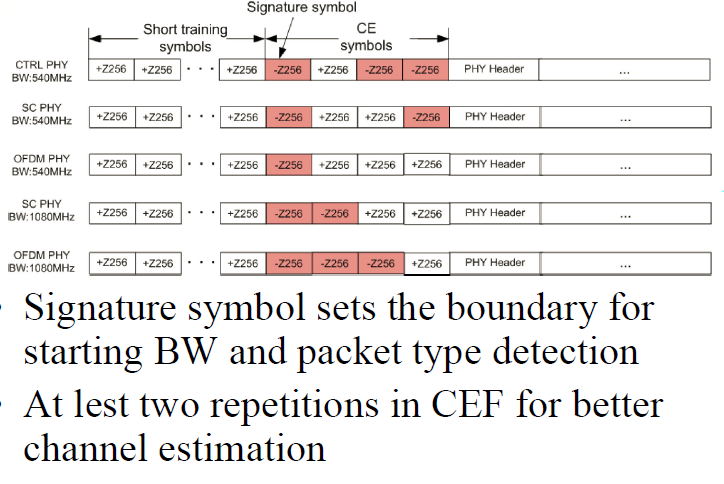 Signature symbol
Short training symbols
CE symbols
CTRL PHY BW:540MHz +Z256 +Z256 · · · +Z256 -Z256 +Z256 -Z256 -Z256 PHY Header ...
SC PHY BW:540MHz +Z256 +Z256 · · · +Z256 -Z256 +Z256 +Z256 -Z256 PHY Header ...
OFDM PHY BW:540MHz +Z256 +Z256 · · · +Z256 -Z256 +Z256 +Z256 +Z256 PHY Header ...
SC PHY BW:1080MHz +Z256 +Z256 · · · +Z256 -Z256 -Z256 +Z256 +Z256 PHY Header ...
OFDM PHY BW:1080MHz +Z256 +Z256 · · · +Z256 -Z256 -Z256 -Z256 +Z256 PHY Header ...
• Signature symbol sets the boundary for
starting BW and packet type detection
• At lest two repetitions in CEF for better
channel estimation